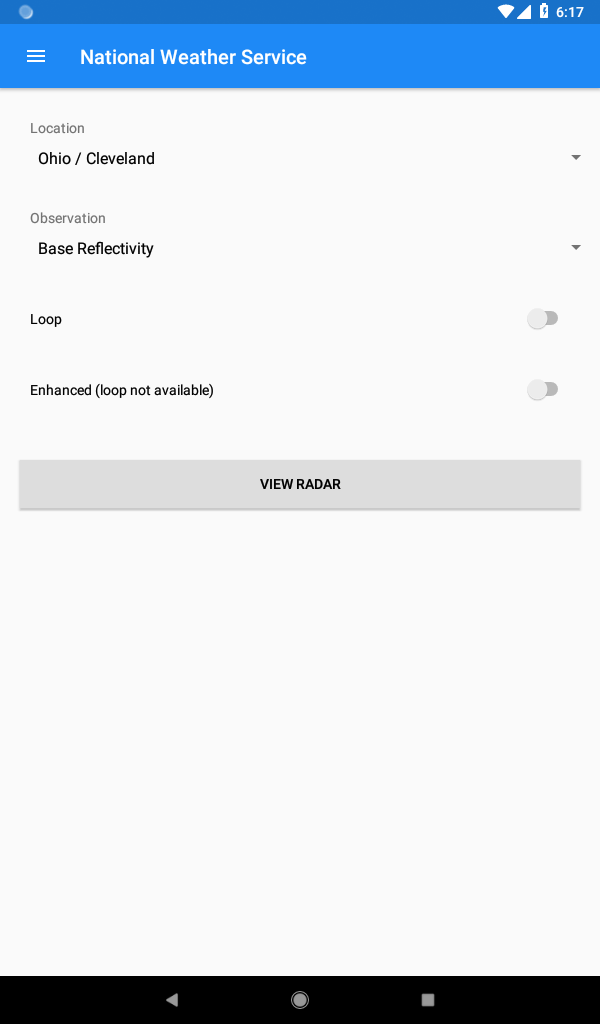 6:17
National Weather Service
Location
Ohio / Cleveland
Observation
Base Reflectivity
Loop
Enhanced (loop not available)
VIEW RADAR